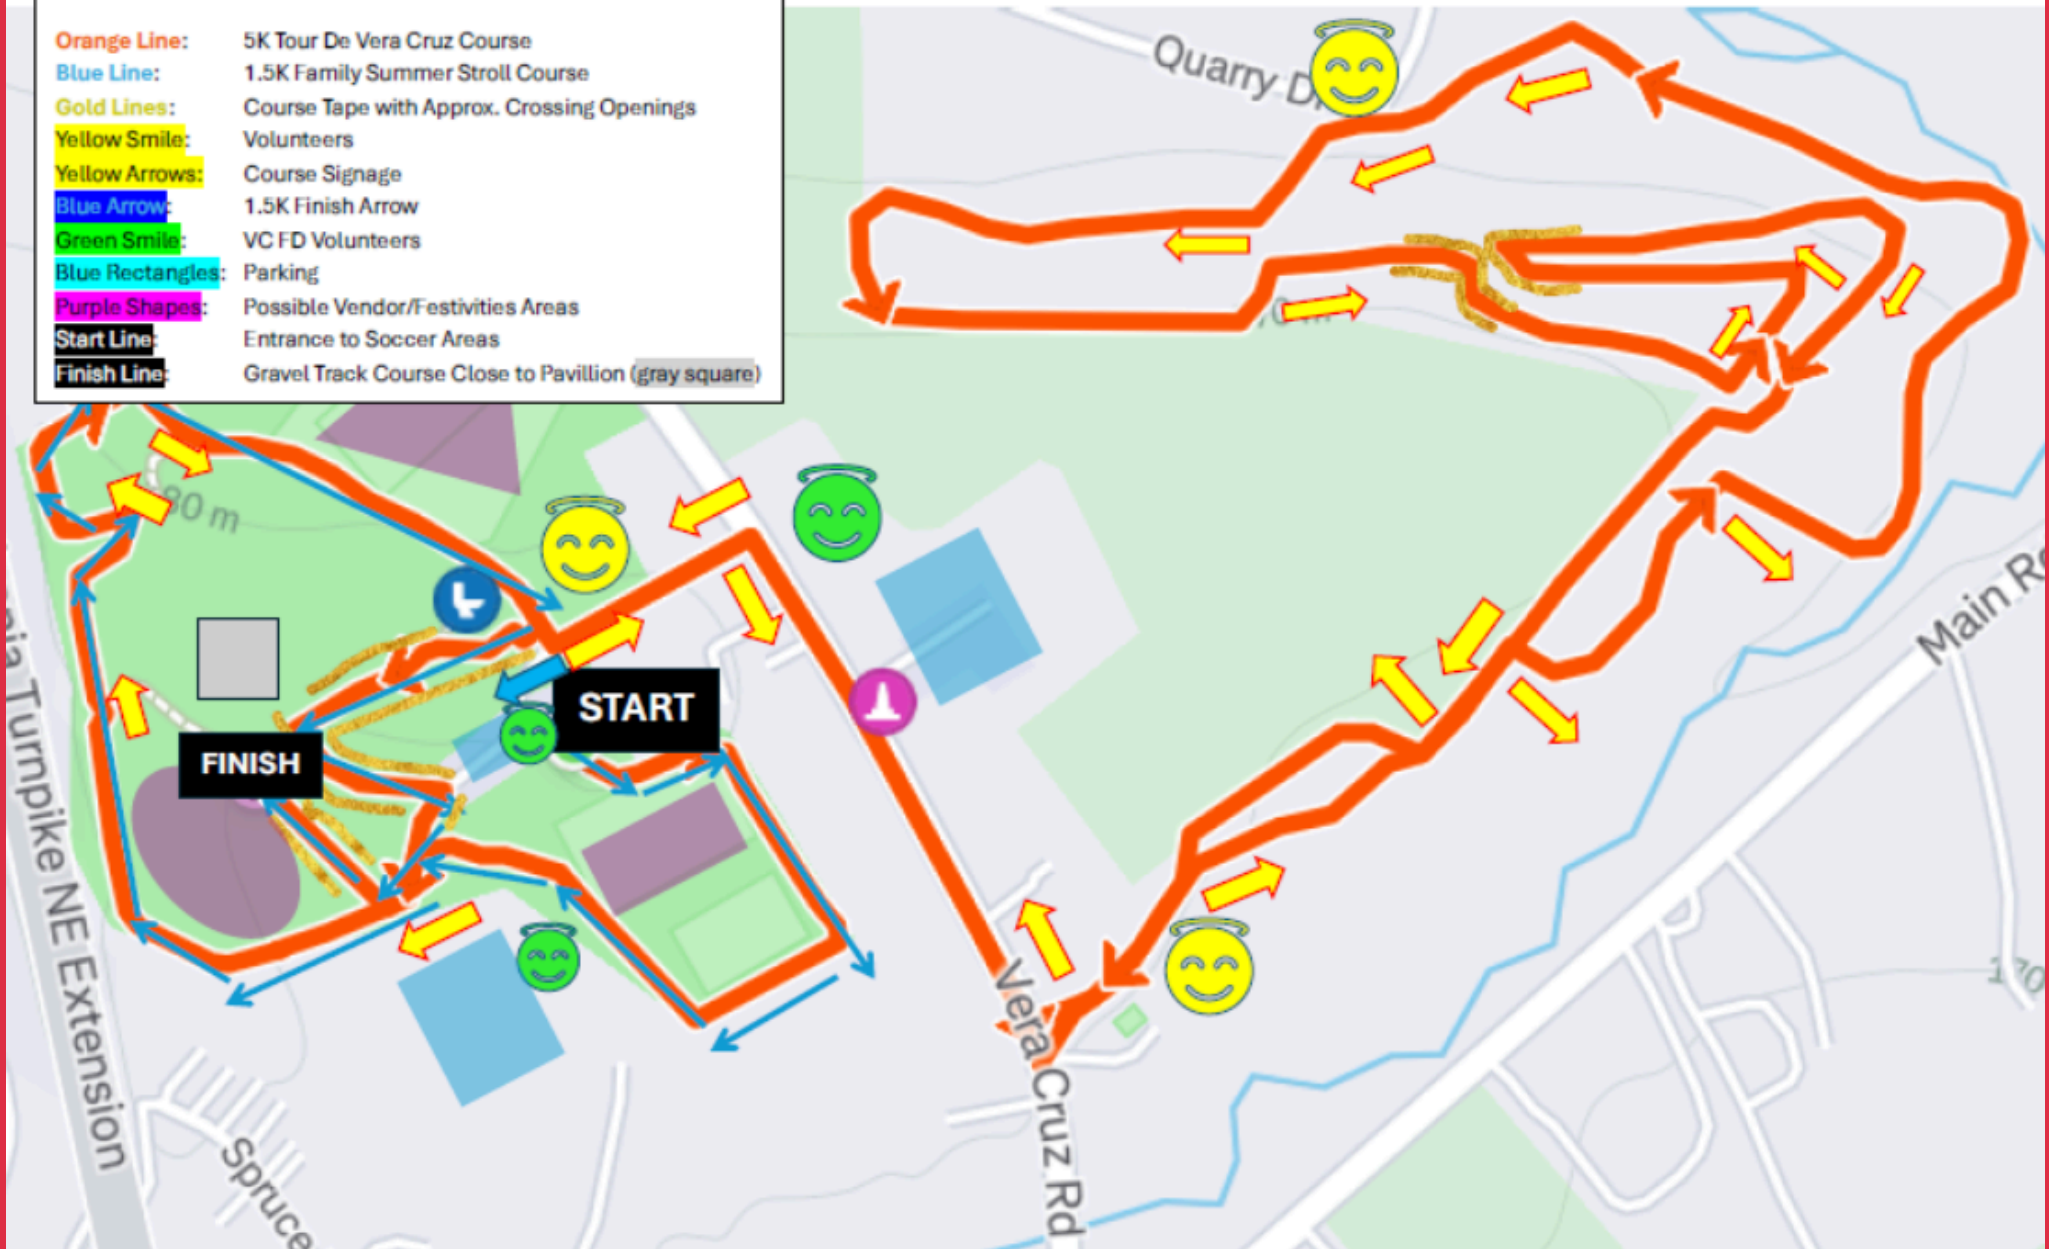 Orange Line: 5K Tour De Vera Cruz Course
Blue Line: 1.5K Family Summer Stroll Course
Gold Lines: Course Tape with Approx. Crossing Openings
Yellow Smile: Volunteers
Yellow Arrows: Course Signage
Blue Arrow: 1.5K Finish Arrow
Green Smile: VC FD Volunteers
Blue Rectangles: Parking
Purple Shapes: Possible Vendor/Festivities Areas
Start Line: Entrance to Soccer Areas
Finish Line: Gravel Track Course Close to Pavillion (gray square)
Quarry
80 m
START
FINISH
Main
Turnpike NE Extension
Vera Cruz Rd
Spruce
170